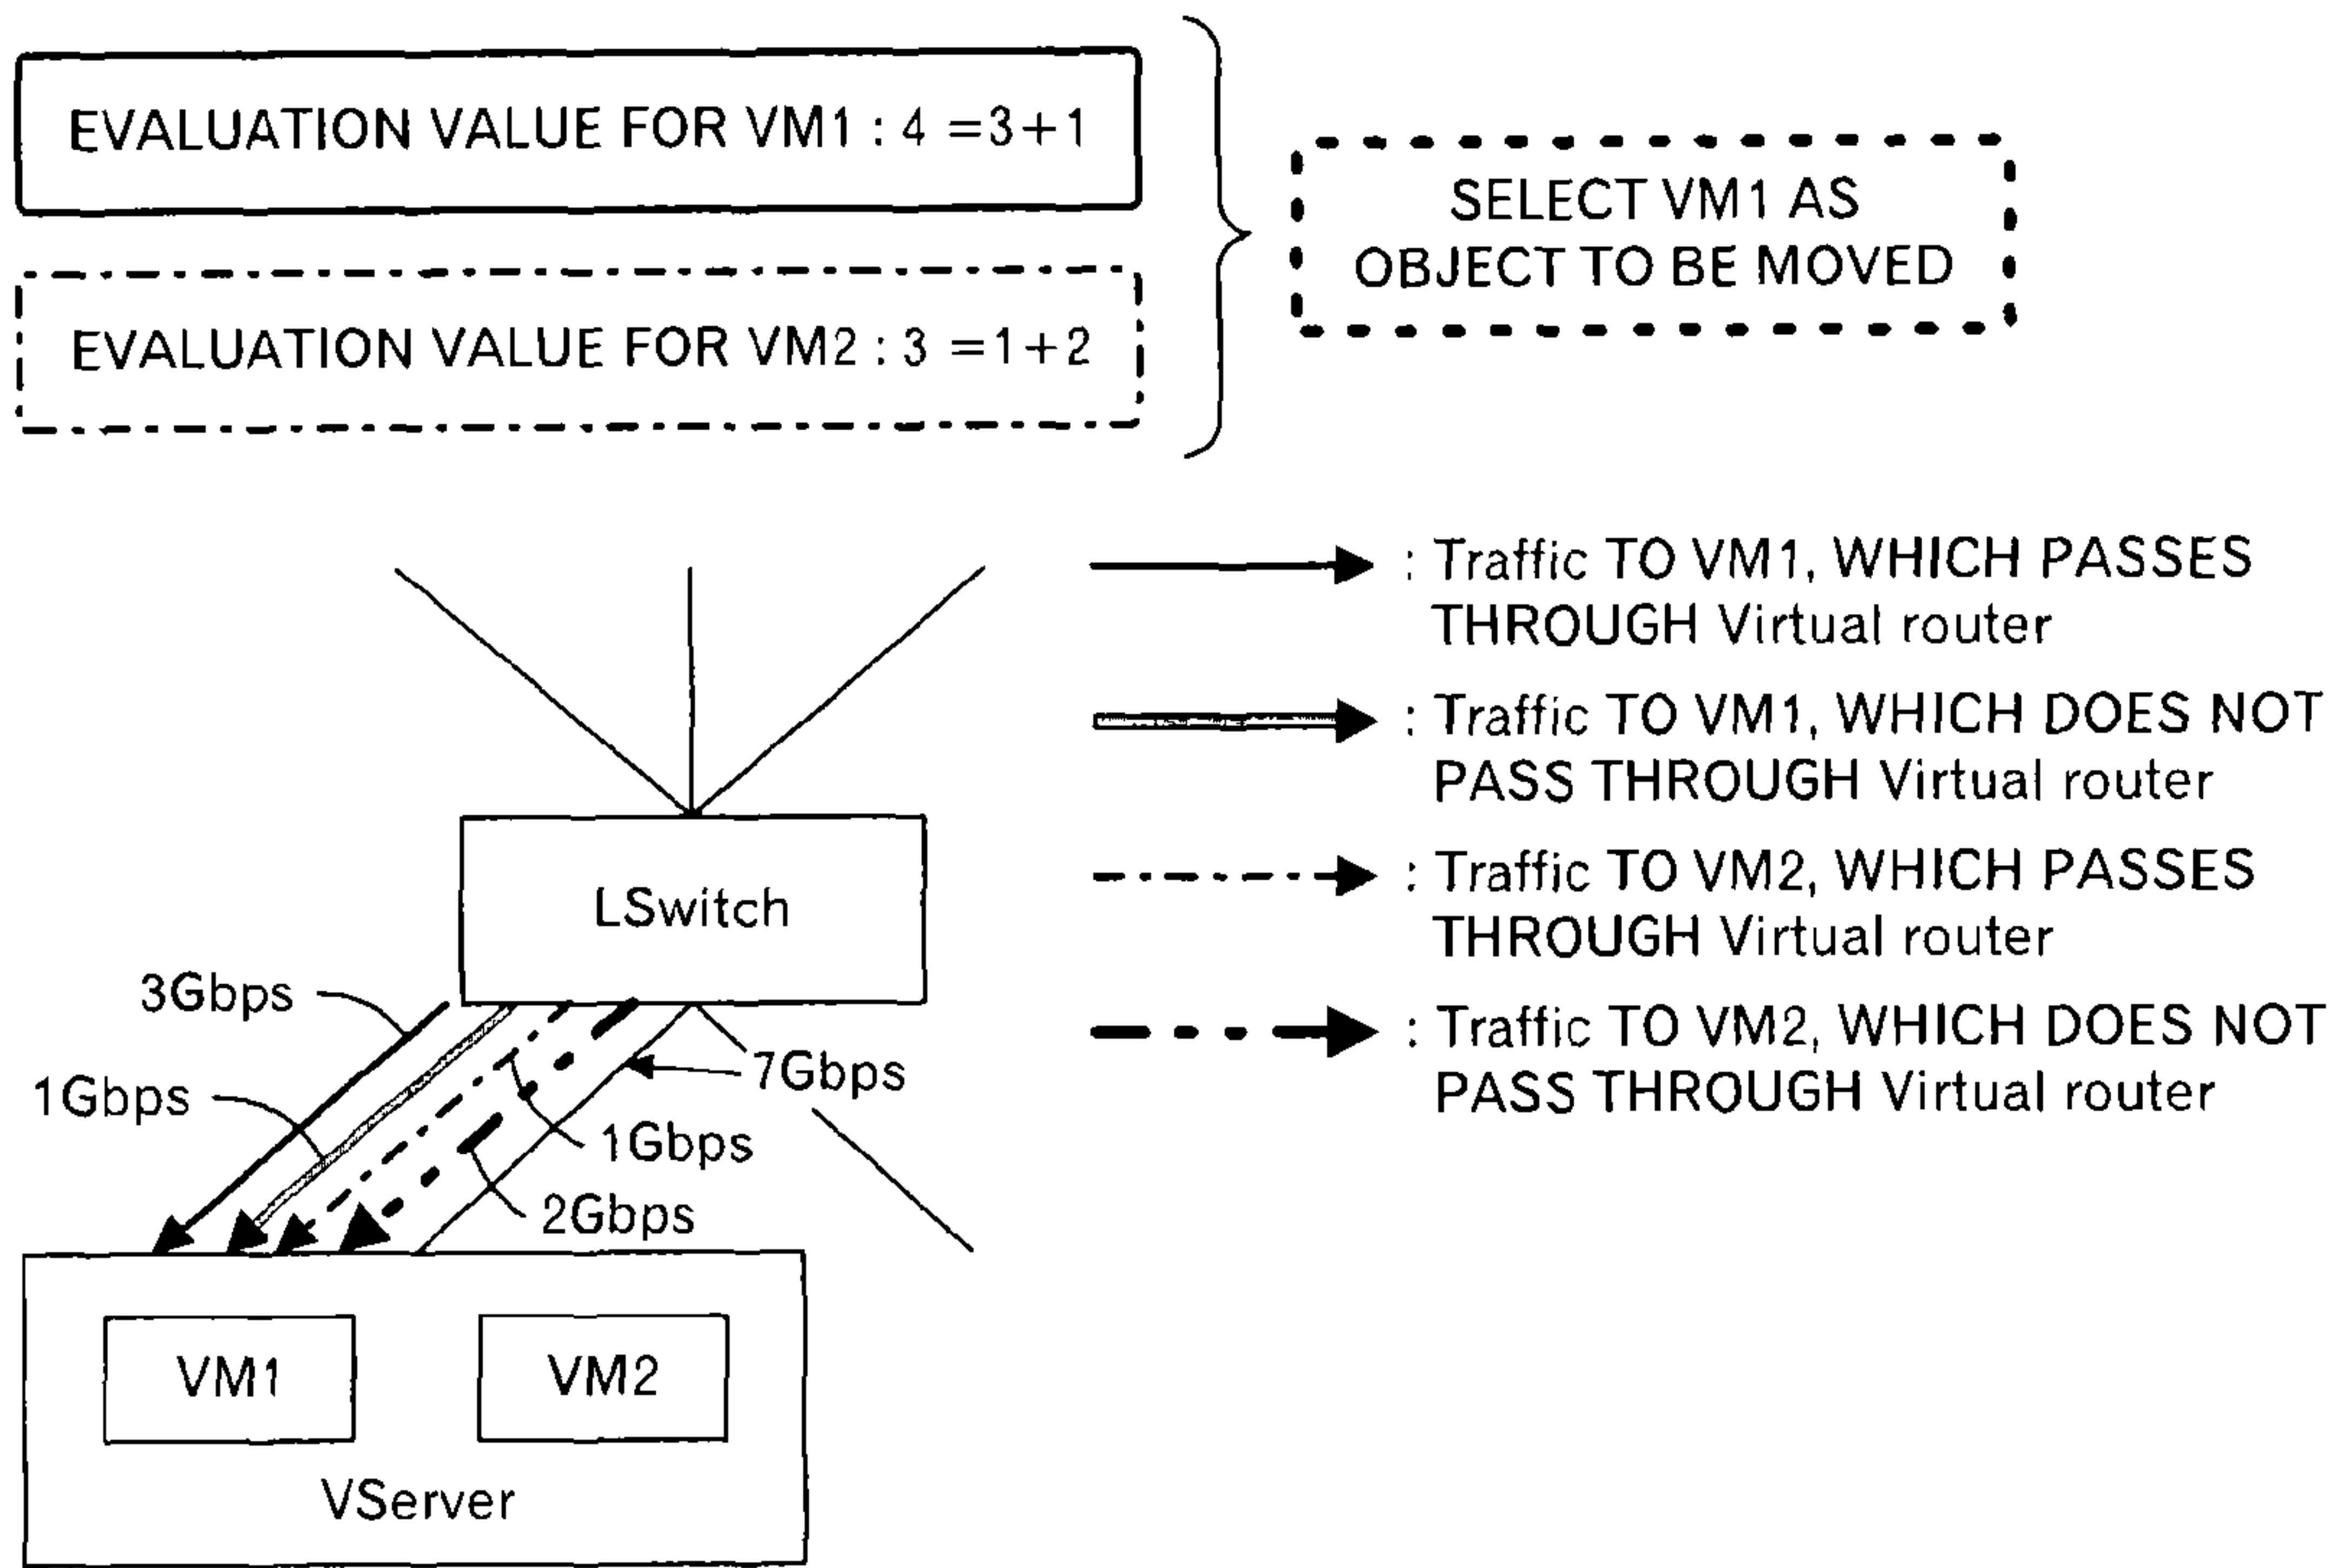 EVALUATION VALUE FOR VM1 : 4 =3+1
EVALUATION VALUE FOR VM2 : 3 =1+2
SELECT VM1 AS
OBJECT TO BE MOVED
: Traffic TO VM1, WHICH PASSES
THROUGH Virtual router
: Traffic TO VM1, WHICH DOES NOT
PASS THROUGH Virtual router
: Traffic TO VM2, WHICH PASSES
THROUGH Virtual router
: Traffic TO VM2, WHICH DOES NOT
PASS THROUGH Virtual router
LSwitch
3Gbps
7Gbps
1Gbps
1Gbps
2Gbps
VM1
VM2
VServer